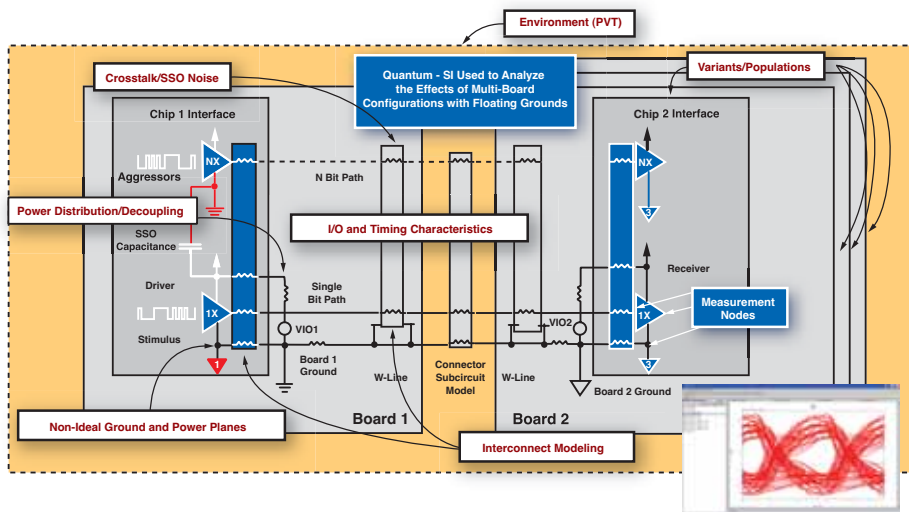 Environment (PVT)
Crosstalk/SSO Noise
Quantum - SI Used to Analyze
the Effects of Multi-Board
Configurations with Floating Grounds
Variants/Populations
Chip 1 Interface
Chip 2 Interface
NX
Aggressors
N Bit Path
NX
Power Distribution/Decoupling
I/O and Timing Characteristics
3
SSO
Capacitance
Driver
Single
Bit Path
Receiver
Measurement
Nodes
1X
VIO1
VIO2
1X
Stimulus
1
Board 1
Ground
W-Line
Connector
Subcircuit
Model
W-Line
3
Board 2 Ground
Board 1
Board 2
Non-Ideal Ground and Power Planes
Interconnect Modeling